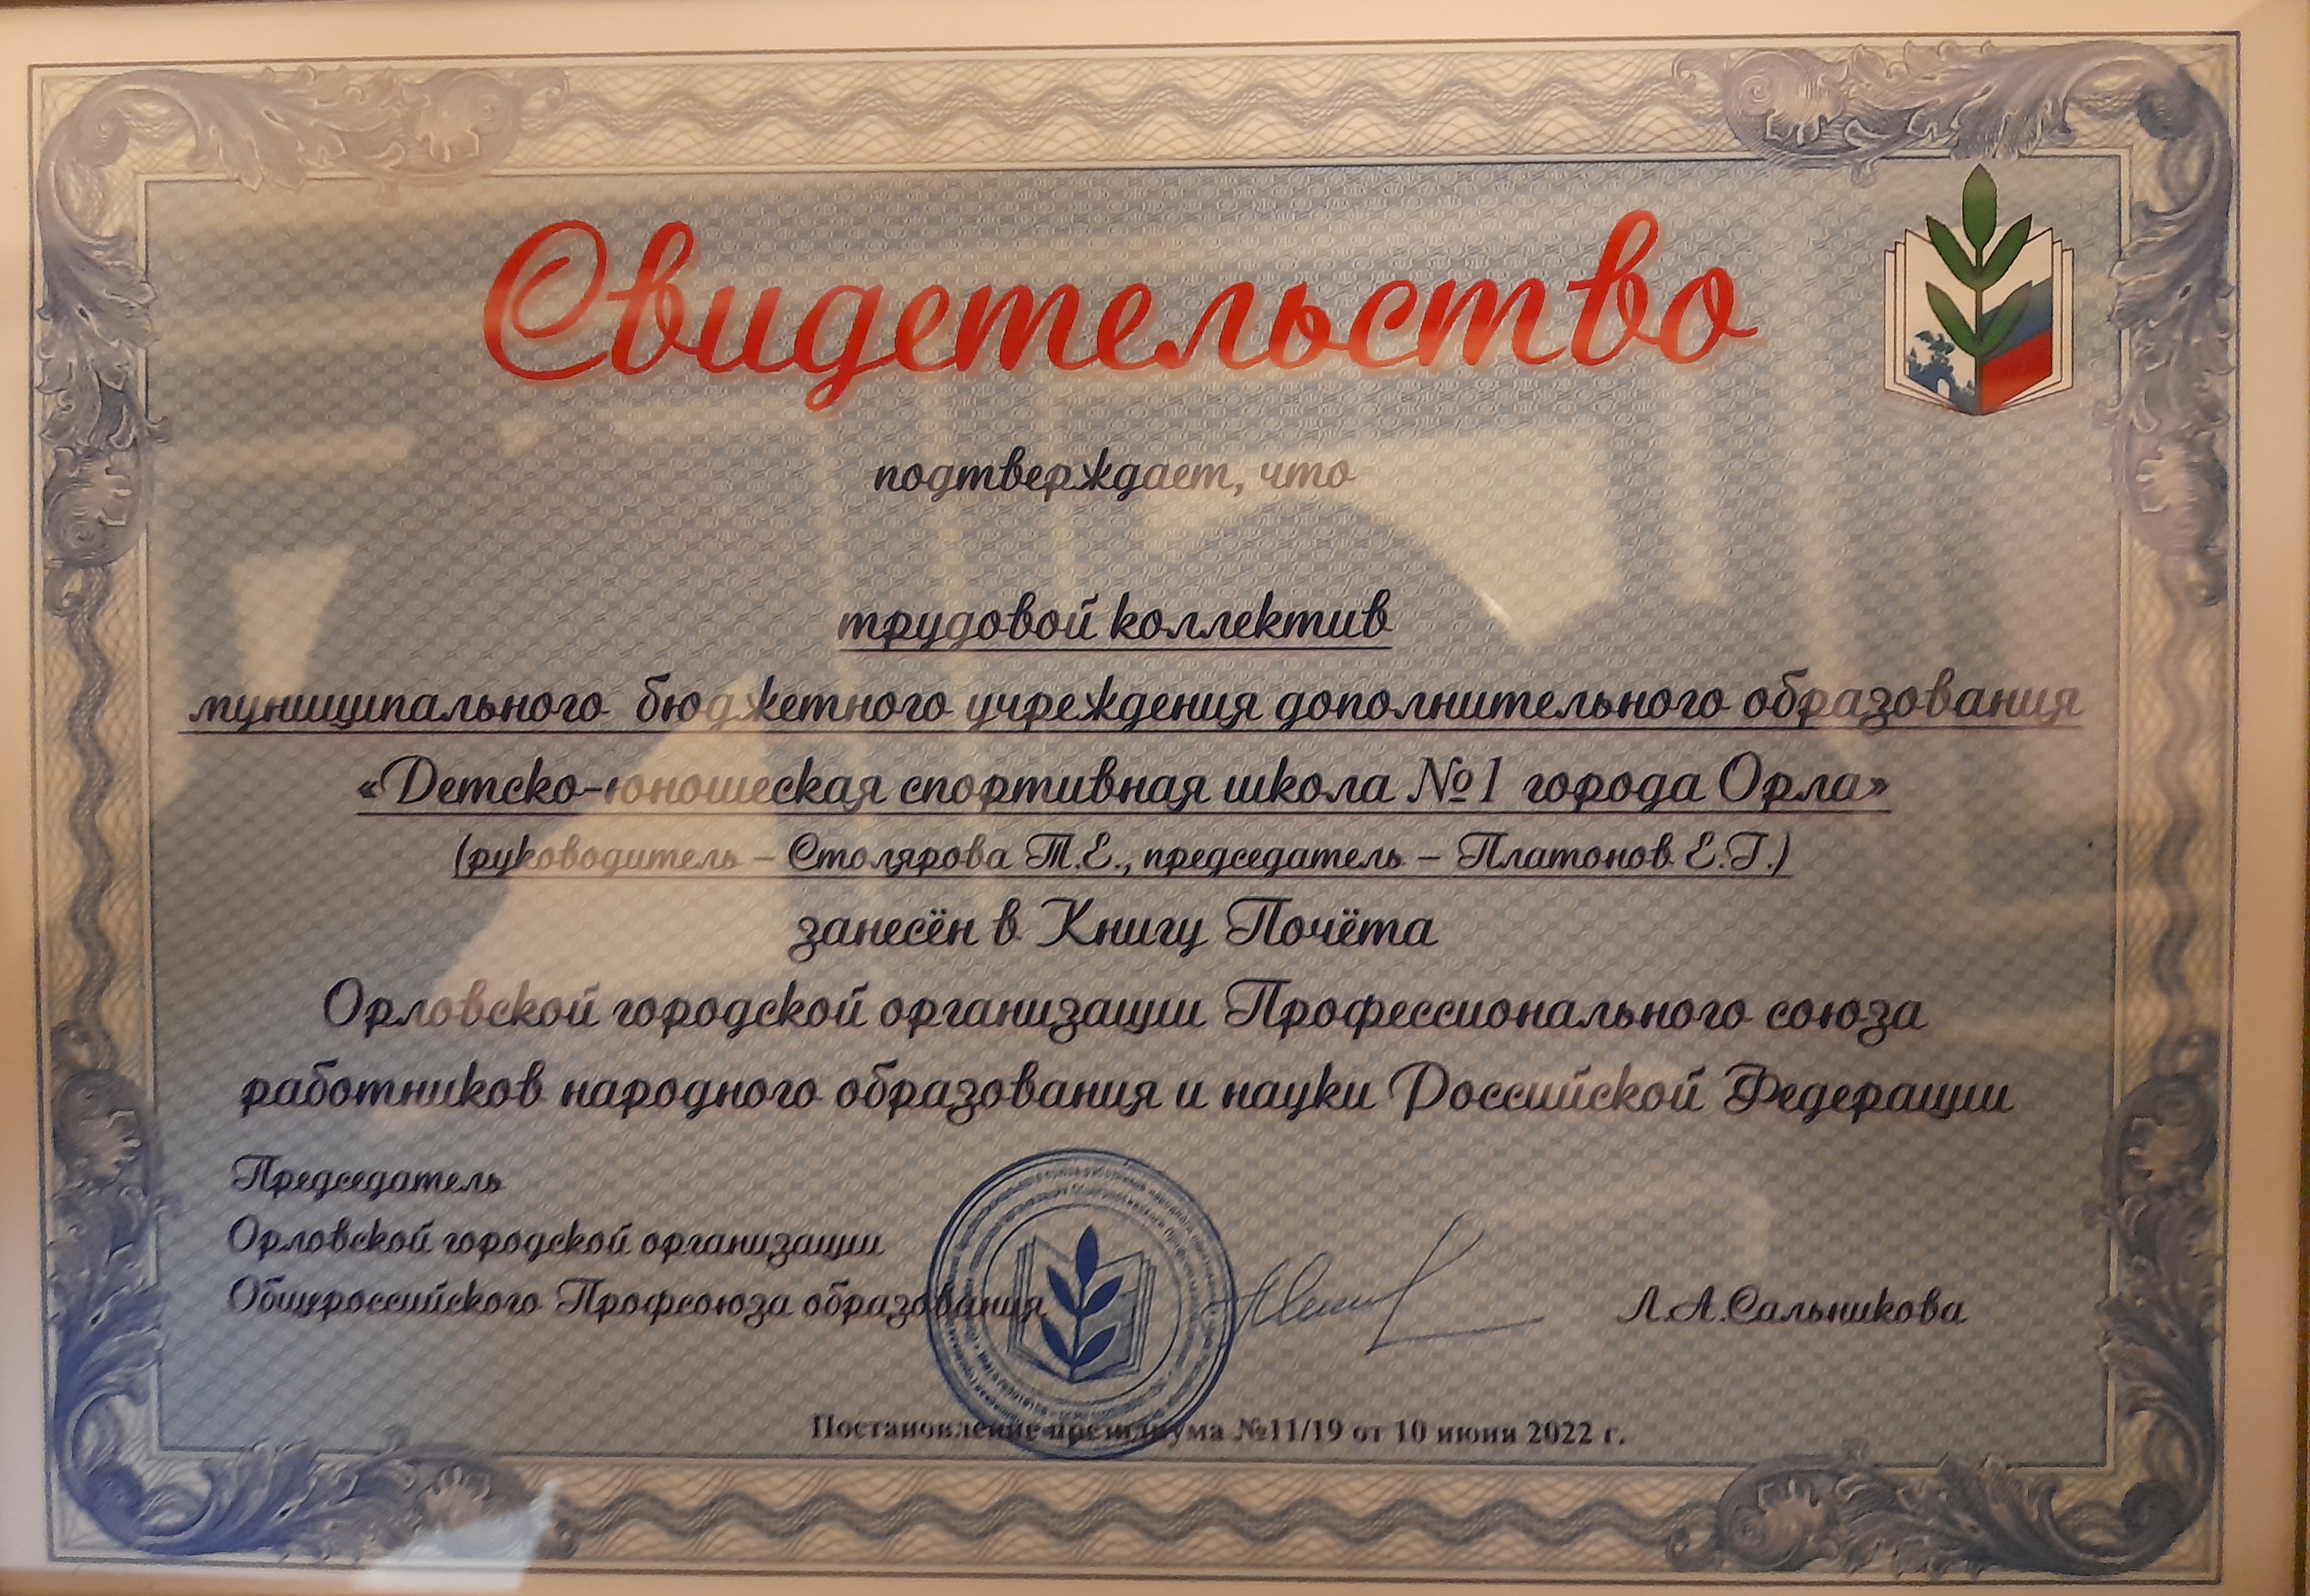 Свидетельство
подтверждает, что
трудовой коллектив
муниципального бюджетного учреждения дополнительного образования
«Детско-юношеская спортивная школа №1 города Орла»
(руководитель – Столярова Т.Е., председатель – Платонов Е.Г.)
занесён в Книгу Почёта
Орловской городской организации Профессионального союза
работников народного образования и науки Российской Федерации
Председатель
Орловской городской организации
Общероссийского Профсоюза образования
Л.А.Сальникова
Постановление президиума №11/19 от 10 июня 2022 г.